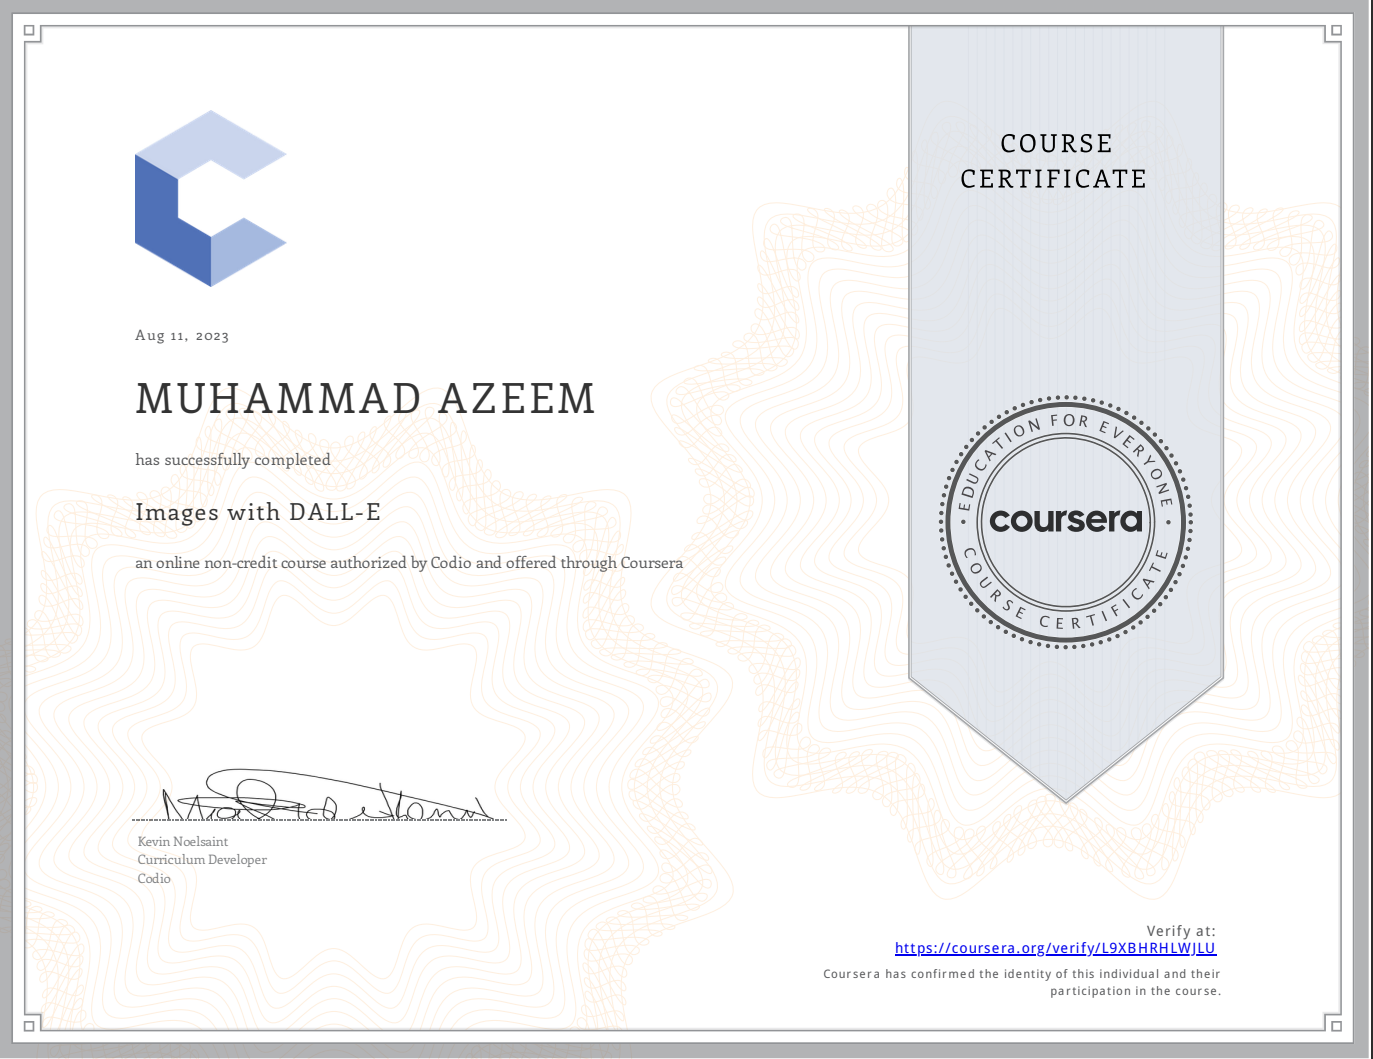 COURSE
CERTIFICATE
Aug 11, 2023
MUHAMMAD AZEEM
has successfully completed
Images with DALL-E
an online non-credit course authorized by Codio and offered through Coursera
EDUCATION FOR EVERYONE
coursera
COURSE CERTIFICATE
Kevin Noelsaint
Curriculum Developer
Codio
Verify at:
https://coursera.org/verify/L9XBHRHLWJLU
Coursera has confirmed the identity of this individual and their
participation in the course.